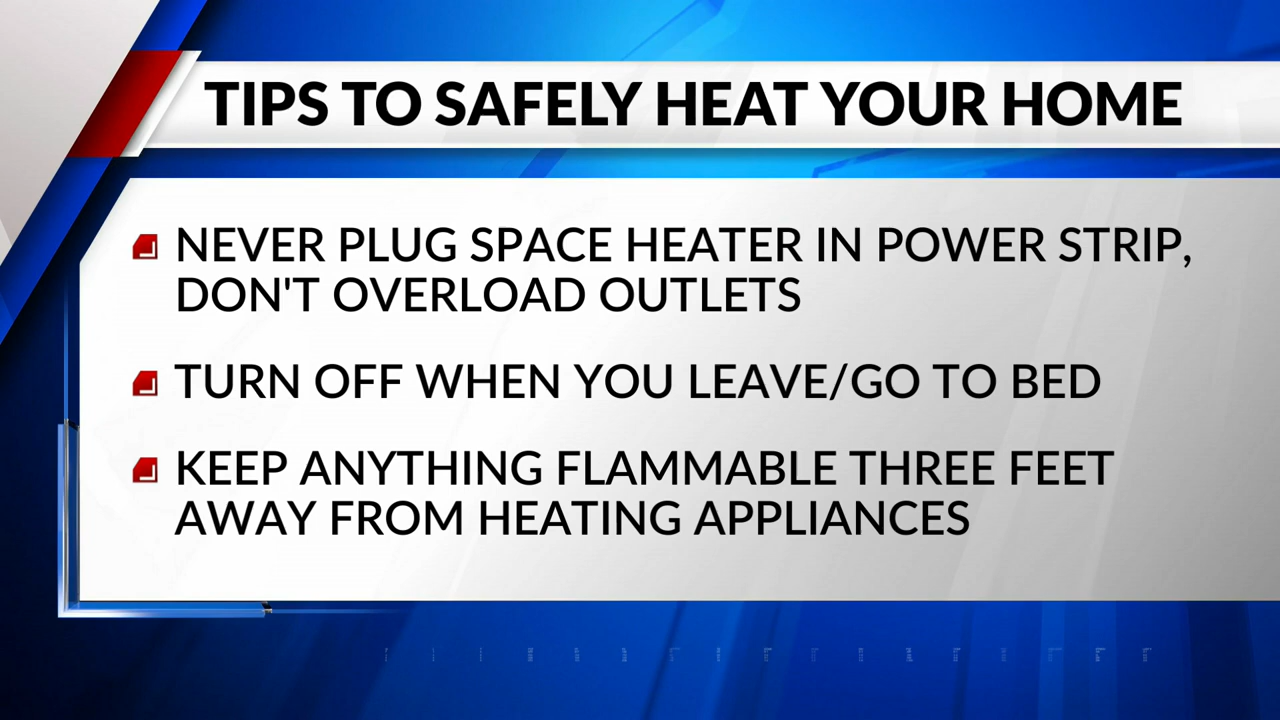 TIPS TO SAFELY HEAT YOUR HOME
NEVER PLUG SPACE HEATER IN POWER STRIP,
DON'T OVERLOAD OUTLETS
TURN OFF WHEN YOU LEAVE/GO TO BED
KEEP ANYTHING FLAMMABLE THREE FEET
AWAY FROM HEATING APPLIANCES